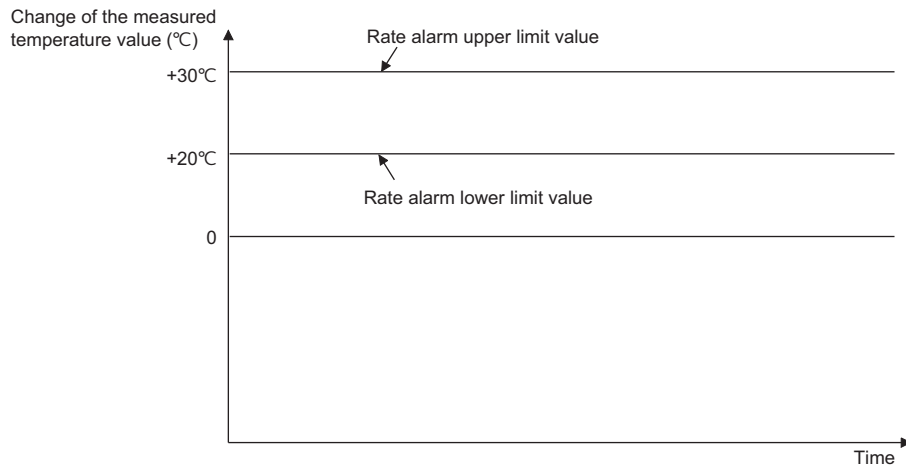 Change of the measured
temperature value (℃)
Rate alarm upper limit value
+30℃
+20℃
Rate alarm lower limit value
0
Time